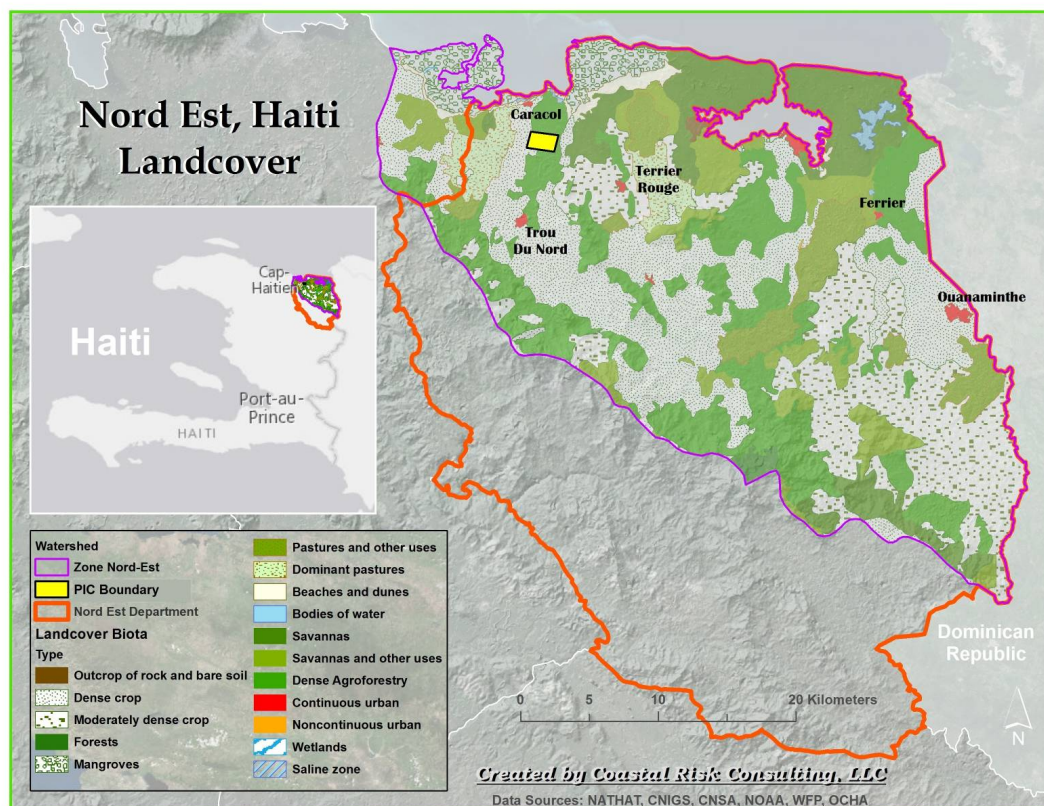 Nord Est, Haiti
Landcover
Caracol
Terrier
Rouge
Trou
Du Nord
Ferrier
Ouanaminthe
Cap-
Haitien
Haiti
Port-au-
Prince
HAITI
Dominican
Republic
Watershed
Zone Nord-Est
PIC Boundary
Nord Est Department
Landcover Biota
Type
Outcrop of rock and bare soil
Dense crop
Moderately dense crop
Forests
Mangroves
Pastures and other uses
Dominant pastures
Beaches and dunes
Bodies of water
Savannas
Savannas and other uses
Dense Agroforestry
Continuous urban
Noncontinuous urban
Wetlands
Saline zone
0 5 10 20 Kilometers
N
Created by Coastal Risk Consulting, LLC
Data Sources: NATHAT, CNIGS, CNSA, NOAA, WFP, OCHA